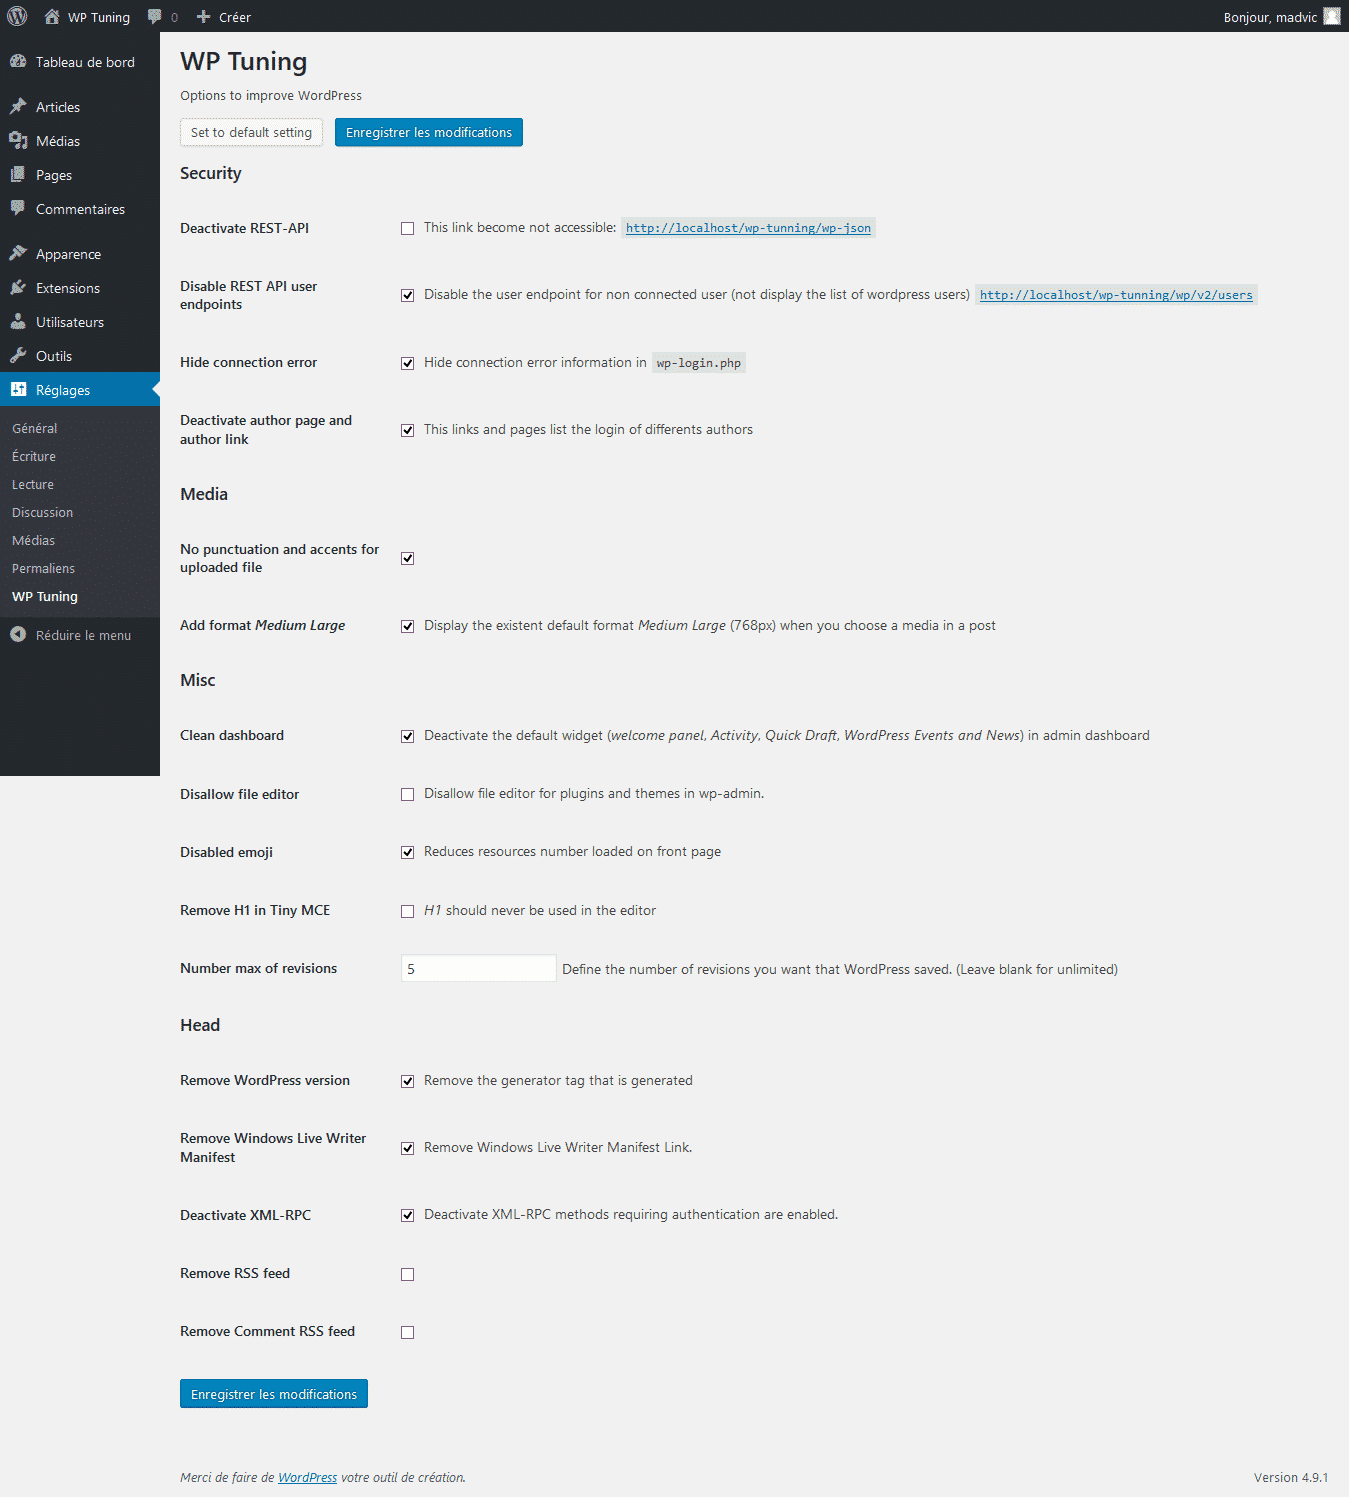 WP Tuning 0 Créer Bonjour, madvic
Tableau de bord
Articles
Médias
Pages
Commentaires
Apparence
Extensions
Utilisateurs
Outils
Réglages
Général
Écriture
Lecture
Discussion
Médias
Permaliens
WP Tuning
Réduire le menu
WP Tuning
Options to improve WordPress
Set to default setting Enregistrer les modifications
Security
Deactivate REST-API This link become not accessible: http://localhost/wp-tunning/wp-json
Disable REST API user
endpoints
Disable the user endpoint for non connected user (not display the list of wordpress users) http://localhost/wp-tunning/wp/v2/users
Hide connection error Hide connection error information in wp-login.php
Deactivate author page and
author link
This links and pages list the login of differents authors
Media
No punctuation and accents for
uploaded file
Add format Medium Large Display the existent default format Medium Large (768px) when you choose a media in a post
Misc
Clean dashboard Deactivate the default widget (welcome panel, Activity, Quick Draft, WordPress Events and News) in admin dashboard
Disallow file editor Disallow file editor for plugins and themes in wp-admin.
Disabled emoji Reduces resources number loaded on front page
Remove H1 in Tiny MCE H1 should never be used in the editor
Number max of revisions 5 Define the number of revisions you want that WordPress saved. (Leave blank for unlimited)
Head
Remove WordPress version Remove the generator tag that is generated
Remove Windows Live Writer
Manifest
Remove Windows Live Writer Manifest Link.
Deactivate XML-RPC Deactivate XML-RPC methods requiring authentication are enabled.
Remove RSS feed
Remove Comment RSS feed
Enregistrer les modifications
Merci de faire de WordPress votre outil de création. Version 4.9.1